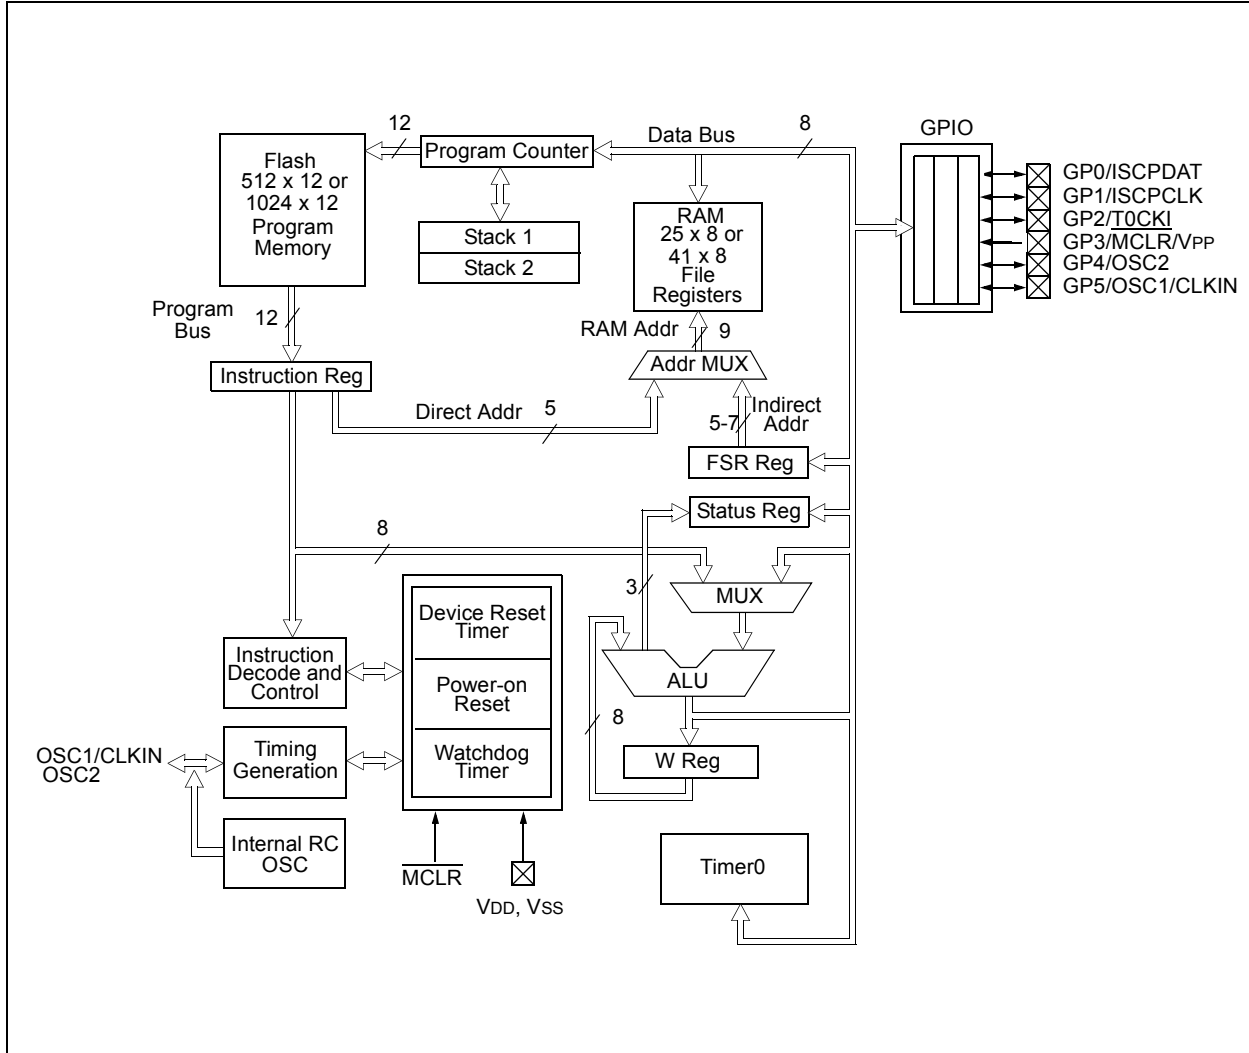 12
Program Counter
Data Bus
8
GPIO
Flash
512 x 12 or
1024 x 12
Program
Memory
Stack 1
Stack 2
RAM
25 x 8 or
41 x 8
File
Registers
GP0/ISCPDAT
GP1/ISCPCLK
GP2/T0CKI
GP3/MCLR/VPP
GP4/OSC2
GP5/OSC1/CLKIN
Program
Bus
12
RAM Addr
9
Instruction Reg
Addr MUX
Direct Addr
5
5-7
Indirect
Addr
FSR Reg
Status Reg
8
3
MUX
Device Reset
Timer
Instruction
Decode and
Control
Power-on
Reset
ALU
8
OSC1/CLKIN
OSC2
Timing
Generation
Watchdog
Timer
W Reg
Internal RC
OSC
MCLR
VDD, VSS
Timer0